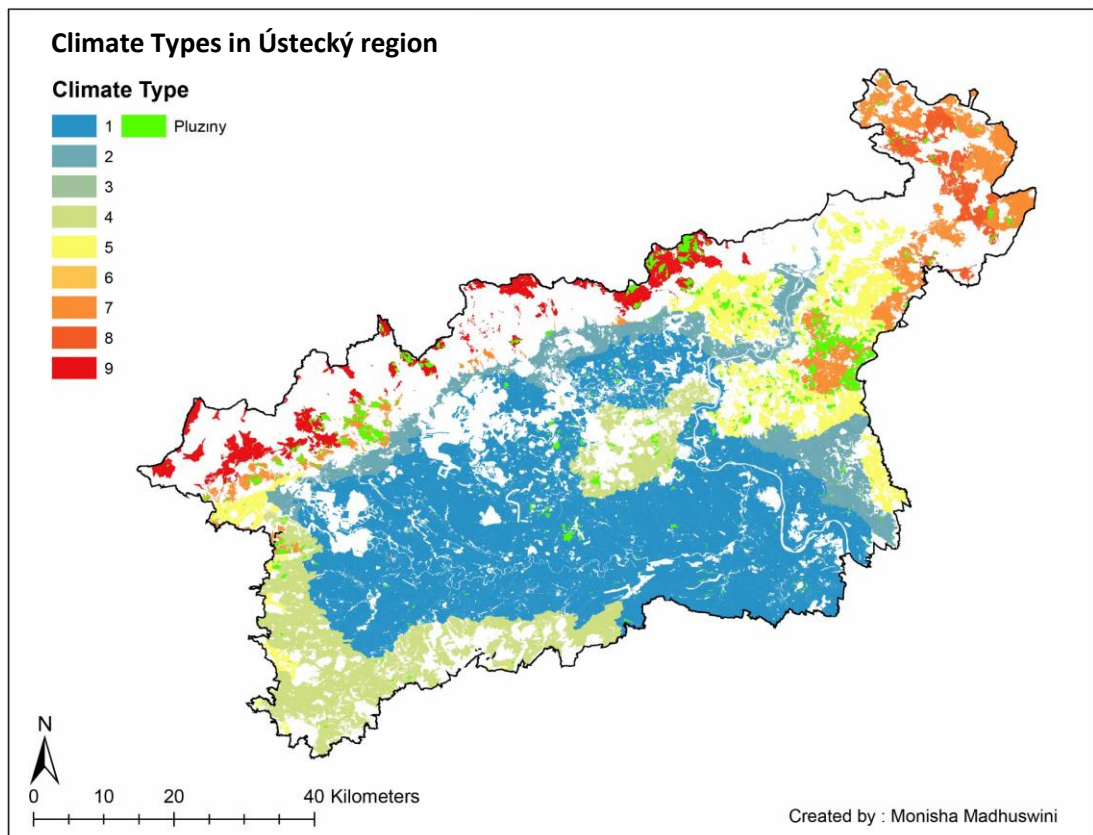 Climate Types in Ústecký region
Climate Type
1 Pluzıny
2
3
4
5
6
7
8
9
N
0 10 20 40 Kilometers
Created by : Monisha Madhuswini